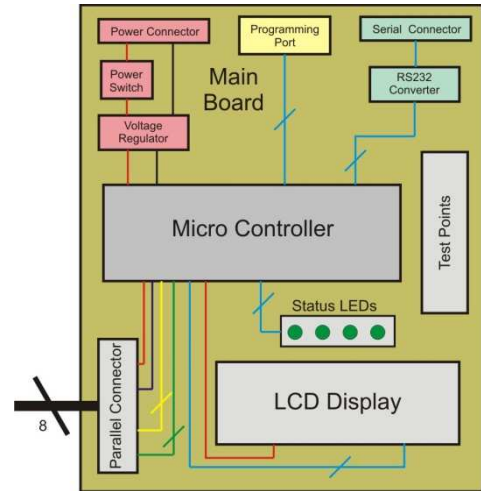 Power Connector
Programming
Port
Serial Connector
Power
Switch
Main
Board
RS232
Converter
Voltage
Regulator
Micro Controller
Test Points
Status LEDs
Parallel Connector
LCD Display
8